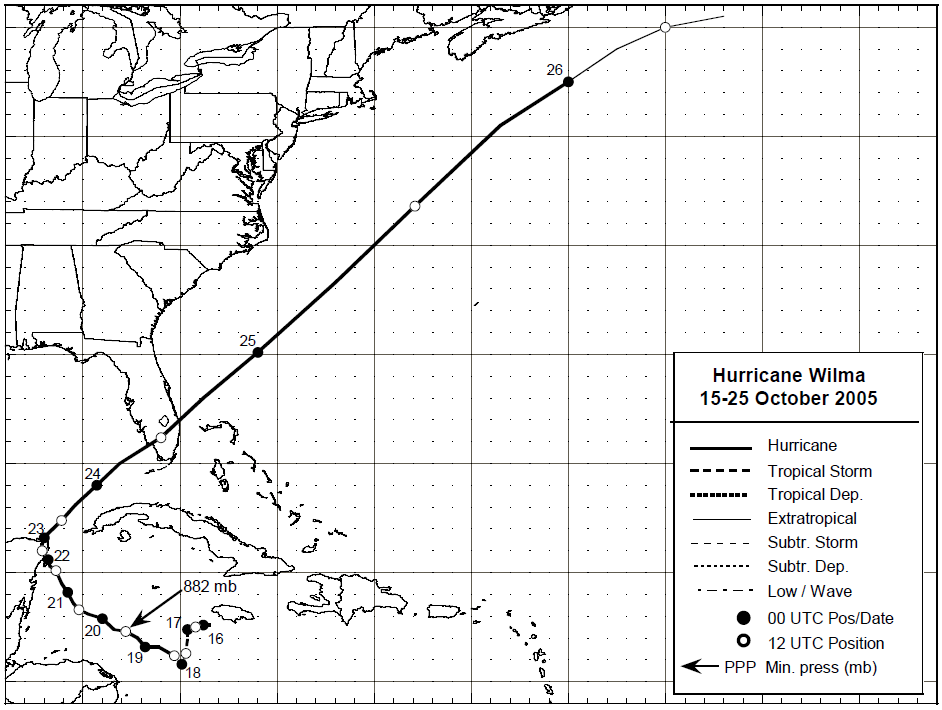 26
25
24
23
22
21
882 mb
20
17
16
19
18
Hurricane Wilma
15-25 October 2005
Hurricane
Tropical Storm
Tropical Dep.
Extratropical
Subtr. Storm
Subtr. Dep.
Low / Wave
00 UTC Pos/Date
12 UTC Position
PPP Min. press (mb)